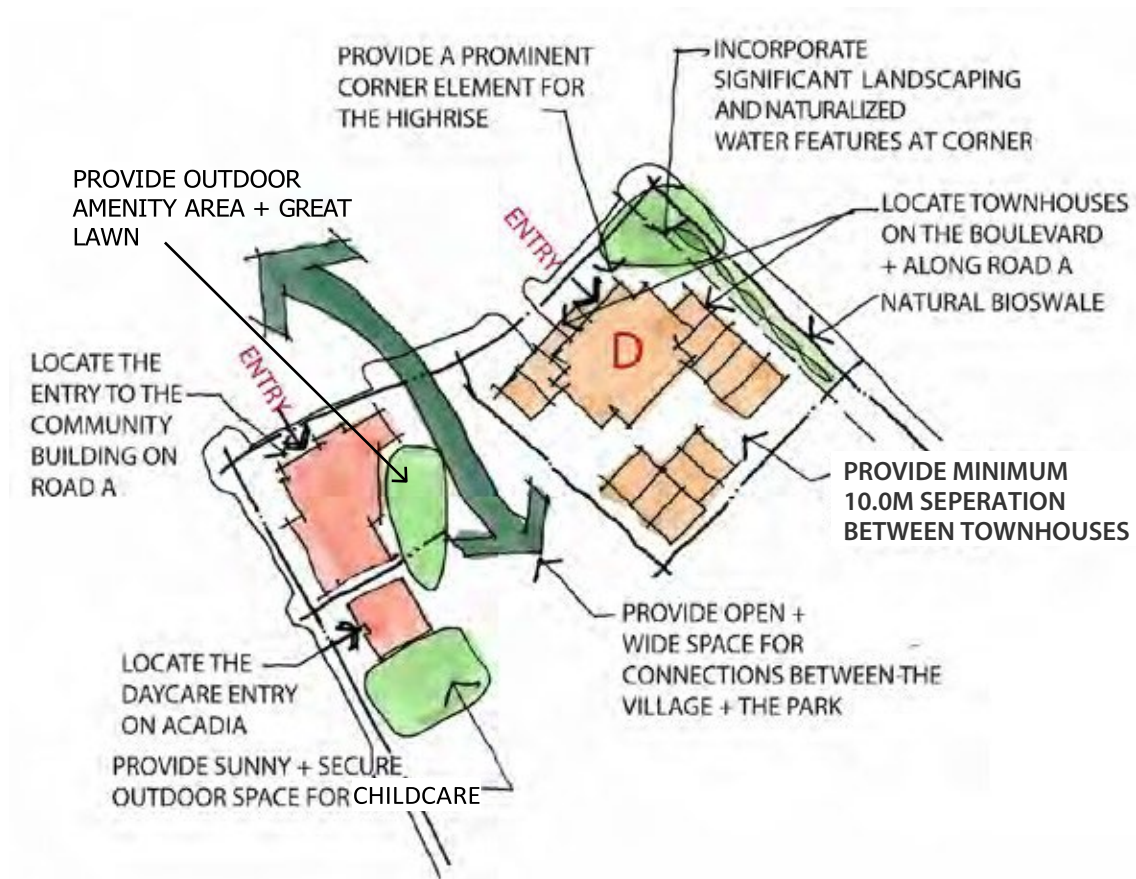 PROVIDE A PROMINENT
CORNER ELEMENT FOR
THE HIGHRISE
INCORPORATE
SIGNIFICANT LANDSCAPING
AND NATURALIZED
WATER FEATURES AT CORNER
PROVIDE OUTDOOR
AMENITY AREA + GREAT
LAWN
ENTRY
LOCATE TOWNHOUSES
ON THE BOULEVARD
+ ALONG ROAD A
NATURAL BIOSWALE
D
LOCATE THE
ENTRY TO THE
COMMUNITY
BUILDING ON
ROAD A
ENTRY
PROVIDE MINIMUM
10.0M SEPERATION
BETWEEN TOWNHOUSES
PROVIDE OPEN +
WIDE SPACE FOR
CONNECTIONS BETWEEN THE
VILLAGE + THE PARK
LOCATE THE
DAYCARE ENTRY
ON ACADIA
PROVIDE SUNNY + SECURE
OUTDOOR SPACE FOR CHILDCARE